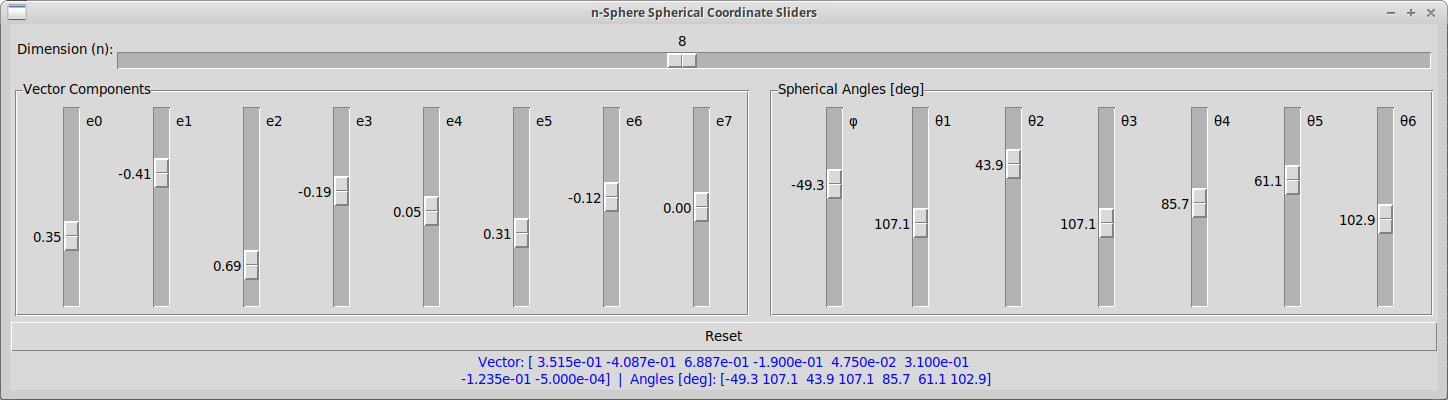 n-Sphere Spherical Coordinate Sliders
8
Dimension (n):
Vector Components
e0 e1 e2 e3 e4 e5 e6 e7
0.35 -0.41 0.69 -0.19 0.05 0.31 -0.12 0.00
Spherical Angles [deg]
φ θ1 θ2 θ3 θ4 θ5 θ6
-49.3 107.1 43.9 107.1 85.7 61.1 102.9
Reset
Vector: [ 3.515e-01 -4.087e-01 6.887e-01 -1.900e-01 4.750e-02 3.100e-01
-1.235e-01 -5.000e-04] | Angles [deg]: [-49.3 107.1 43.9 107.1 85.7 61.1 102.9]